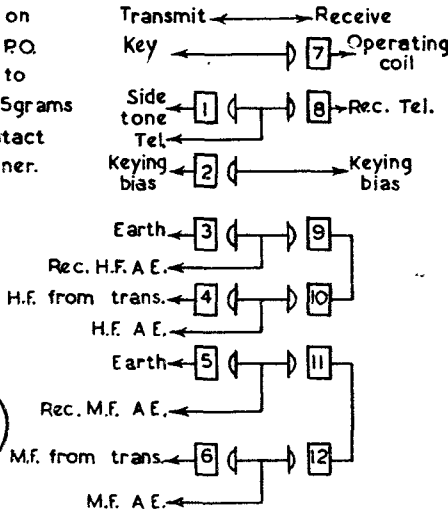 on
P.O.
to
5grams
tact
ner.
Transmit Receive
Key 7 Operating
coil
Side
tone 1 8 Rec. Tel.
Tel.
Keying
bias 2 Keying
bias
Earth 3 9
Rec. H.F. A E.
H.F. from trans. 4 10
H.F. A E.
Earth 5 11
Rec. M.F. A E.
M.F. from trans. 6 12
M.F. A E.